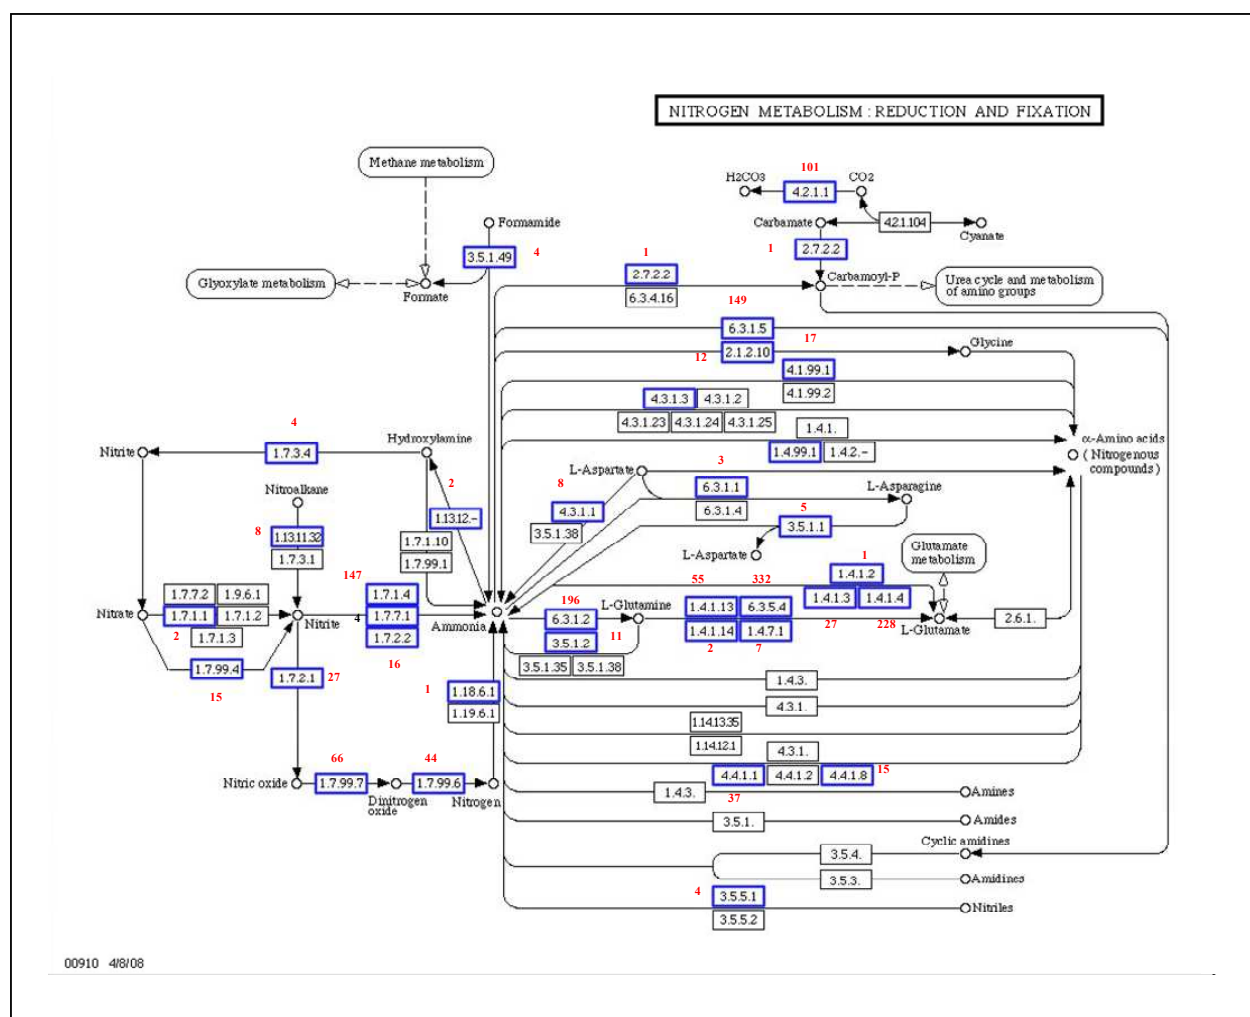 NITROGEN METABOLISM : REDUCTION AND FIXATION
Methane metabolism
101
H2CO3
4.2.1.1
CO2
Formamide
Carbamate
4.2.1.104
Cyanate
3.5.1.49
4
1
1
2.7.2.2
Glyoxylate metabolism
Formate
2.7.2.2
6.3.4.16
Carbamoyl-P
Urea cycle and metabolism
of amino groups
149
6.3.1.5
17
12
2.1.2.10
Glycine
4.1.99.1
4.1.99.2
4.3.1.3
4.3.1.2
4.3.1.23
4.3.1.24
4.3.1.25
4
Hydroxylamine
1.4.1.
α-Amino acids
( Nitrogenous
compounds )
Nitrite
1.7.3.4
1.4.99.1
1.4.2.-
L-Aspartate
3
Nitroalkane
2
8
6.3.1.1
L-Asparagine
4.3.1.1
6.3.1.4
5
1.13.12.-
8
1.13.11.32
3.5.1.38
3.5.1.1
1.7.1.10
1.7.3.1
1.7.99.1
L-Aspartate
Glutamate
metabolism
1
147
55
332
1.4.1.2
1.7.7.2
1.9.6.1
1.7.1.4
196
L-Glutamine
1.4.1.13
6.3.5.4
1.4.1.3
1.4.1.4
Nitrate
1.7.1.1
1.7.1.2
Nitrite
4
1.7.7.1
Ammonia
6.3.1.2
2.6.1.
2
1.7.1.3
1.7.2.2
3.5.1.2
11
1.4.1.14
1.4.7.1
27
228
L-Glutamate
2
7
1.7.99.4
15
1.7.2.1
27
16
3.5.1.35
3.5.1.38
1
1.18.6.1
1.19.6.1
1.4.3.
4.3.1.
1.14.13.35
1.14.12.1
4.3.1.
66
44
4.4.1.1
4.4.1.2
4.4.1.8
15
Nitric oxide
1.7.99.7
1.7.99.6
Dinitrogen
oxide
Nitrogen
1.4.3.
37
Amines
3.5.1.
Amides
Cyclic amidines
3.5.4.
3.5.3.
Amidines
4
3.5.5.1
3.5.5.2
Nitriles
00910 4/8/08